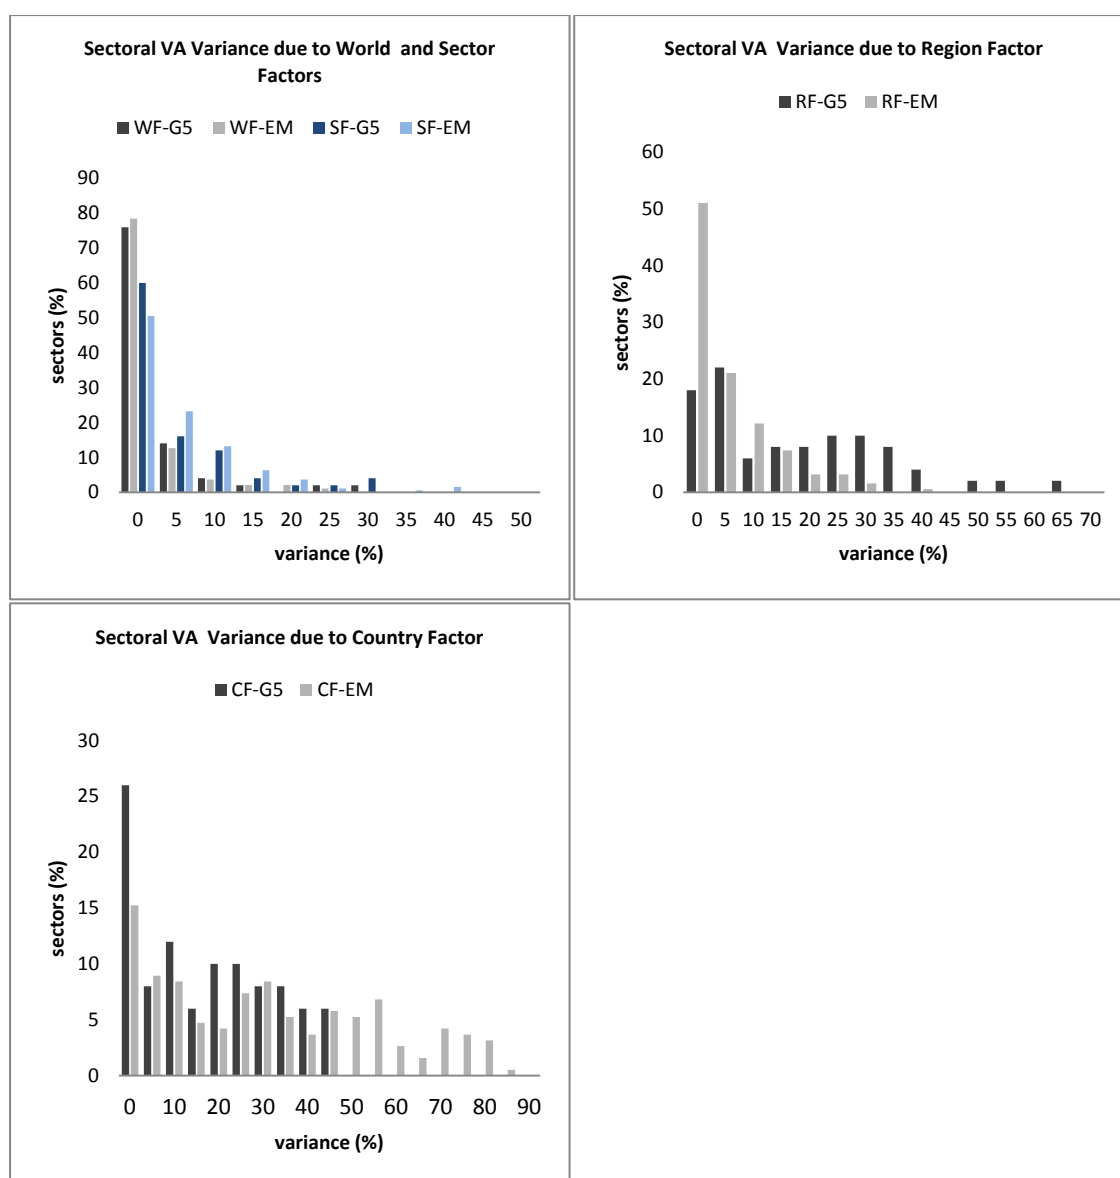 Sectoral VA Variance due to World and Sector
Factors
WF-G5 WF-EM SF-G5 SF-EM
90
80
70
60
50
40
30
20
10
0
sectors (%)
0 5 10 15 20 25 30 35 40 45 50
variance (%)
Sectoral VA Variance due to Region Factor
RF-G5 RF-EM
60
50
40
30
20
10
0
sectors (%)
0 5 10 15 20 25 30 35 40 45 50 55 60 65 70
variance (%)
Sectoral VA Variance due to Country Factor
CF-G5 CF-EM
30
25
20
15
10
5
0
sectors (%)
0 10 20 30 40 50 60 70 80 90
variance (%)